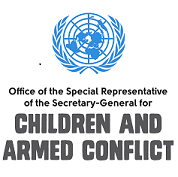 Office of the Special Representative
of the Secretary-General for
CHILDREN AND
ARMED CONFLICT